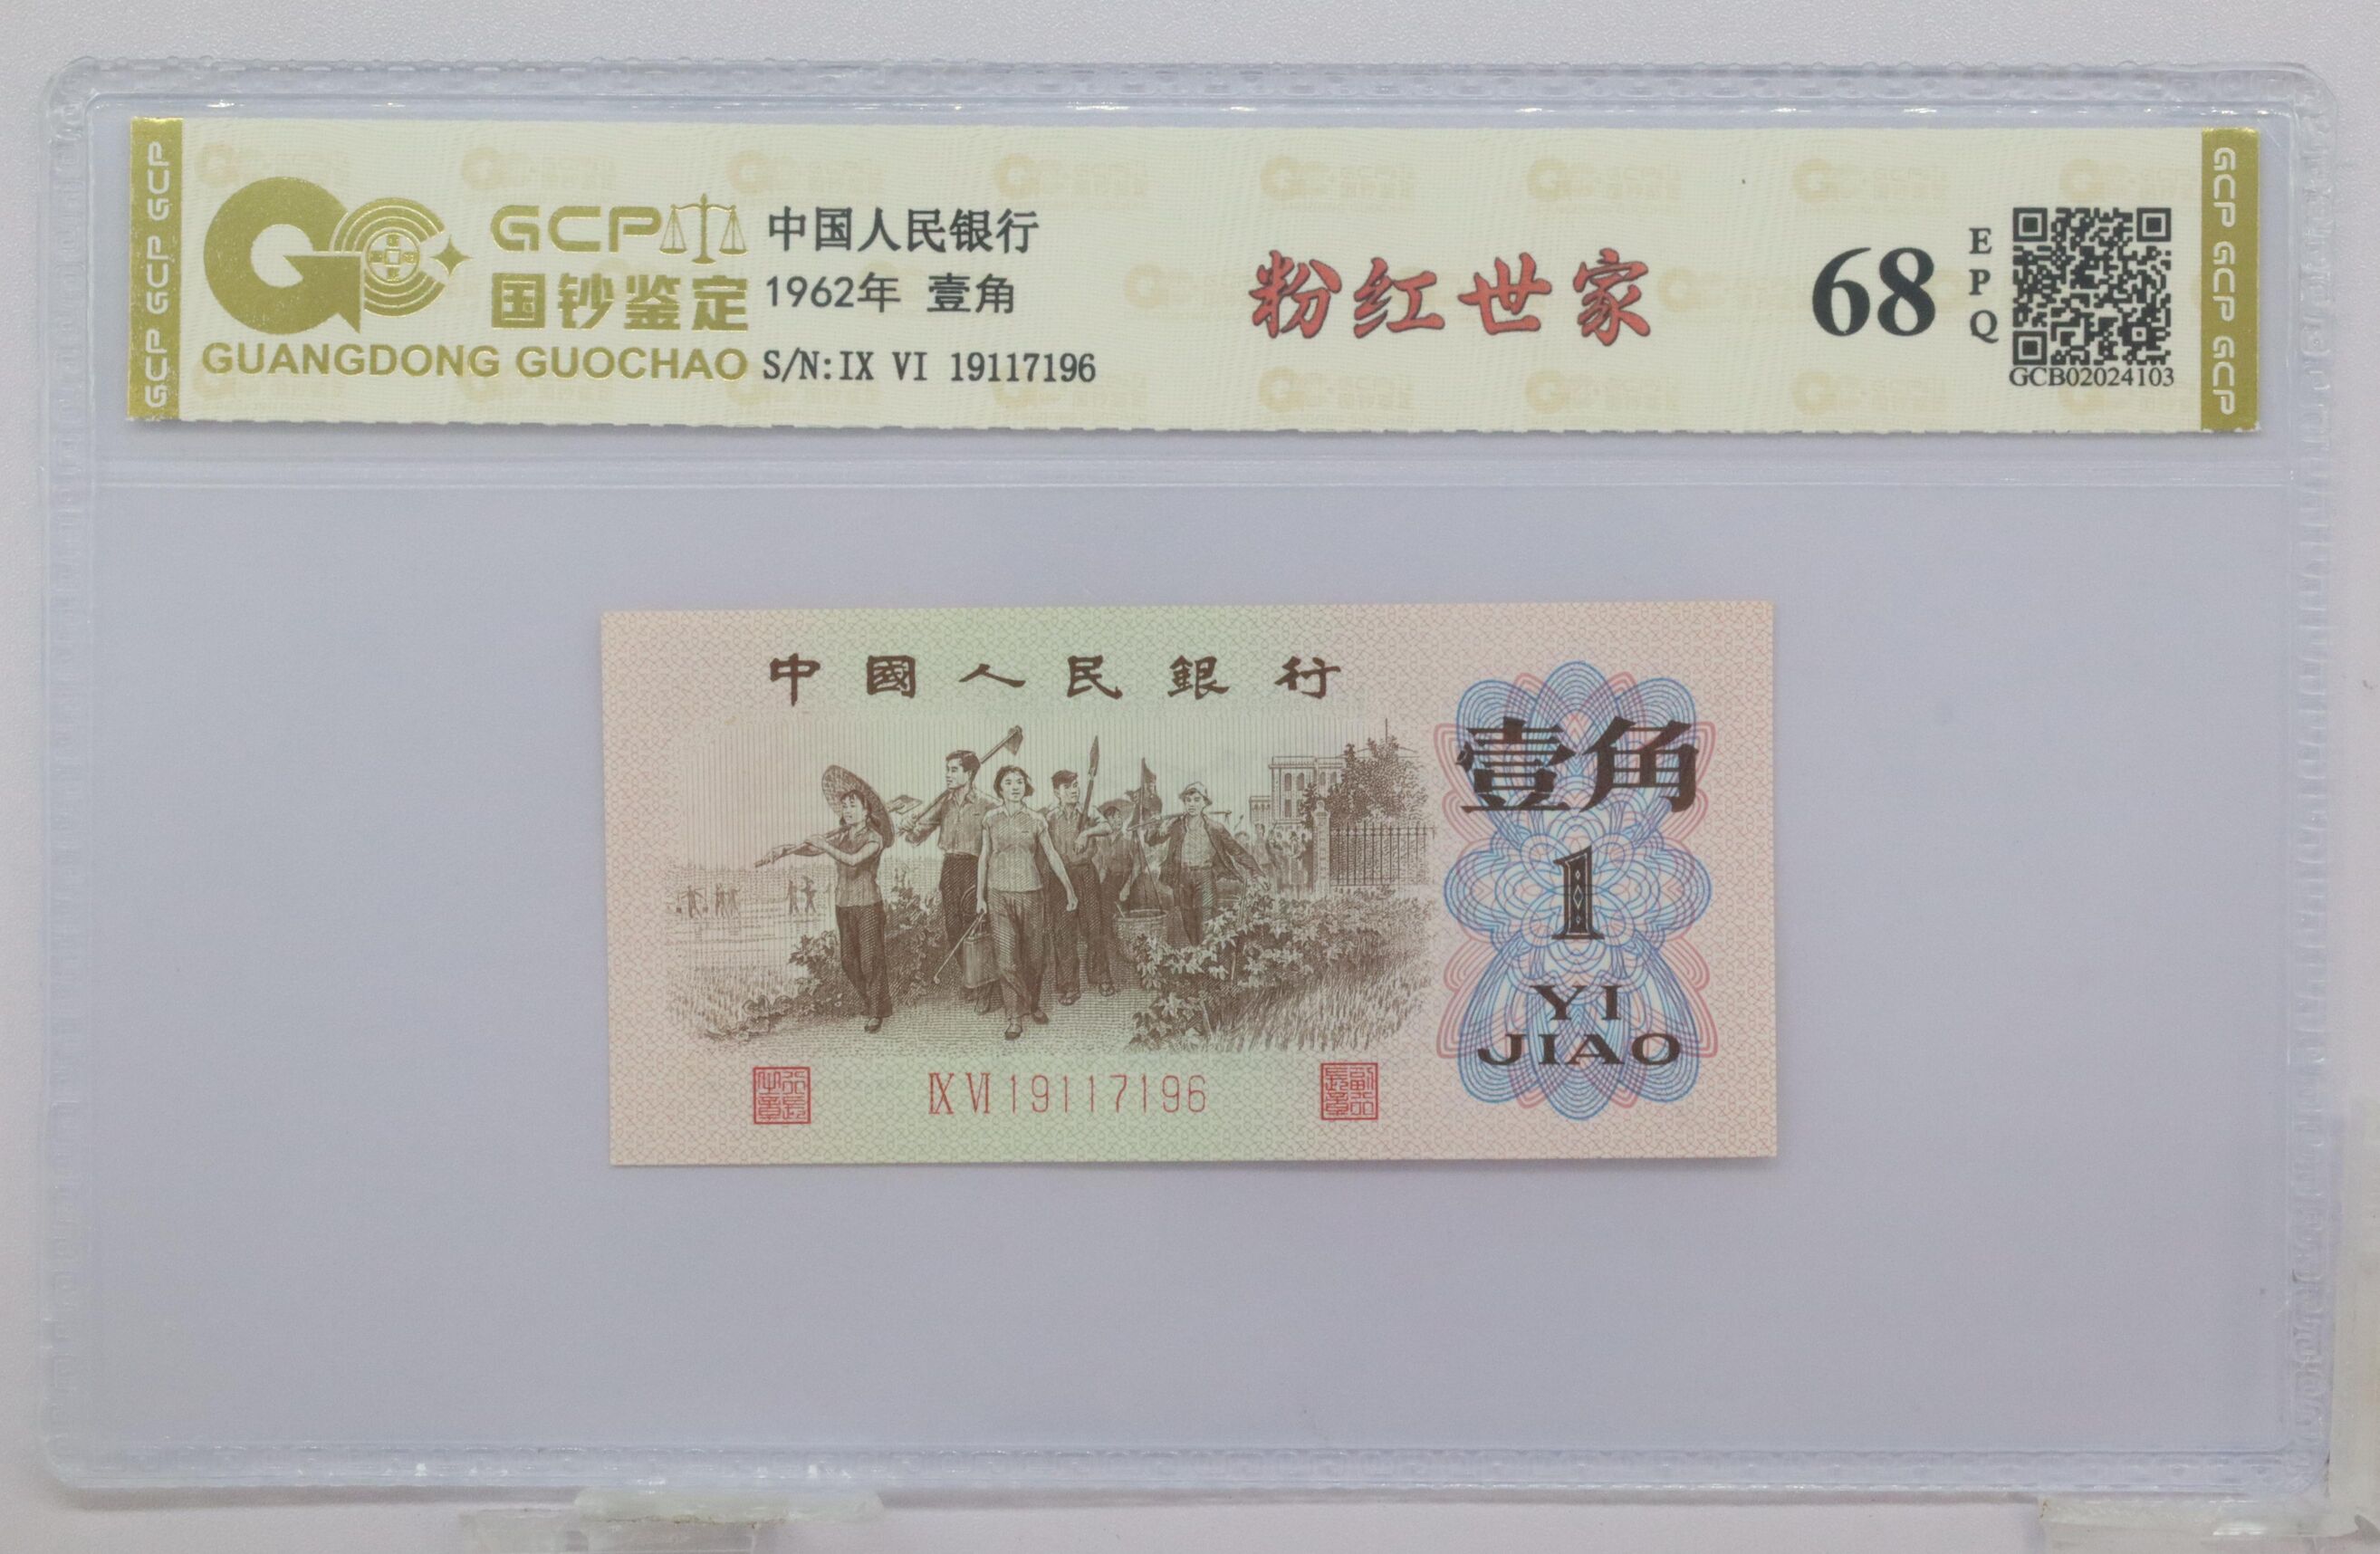 GCP GCP GCP
GCP
国钞鉴定
GUANGDONG GUOCHAO
中国人民银行
1962年 壹角
S/N:IX VI 19117196
粉红世家
68
EPQ
GCB02024103
GCP GCP GCP
中國人民銀行
壹角
1
YI
JIAO
IX VI 19117196